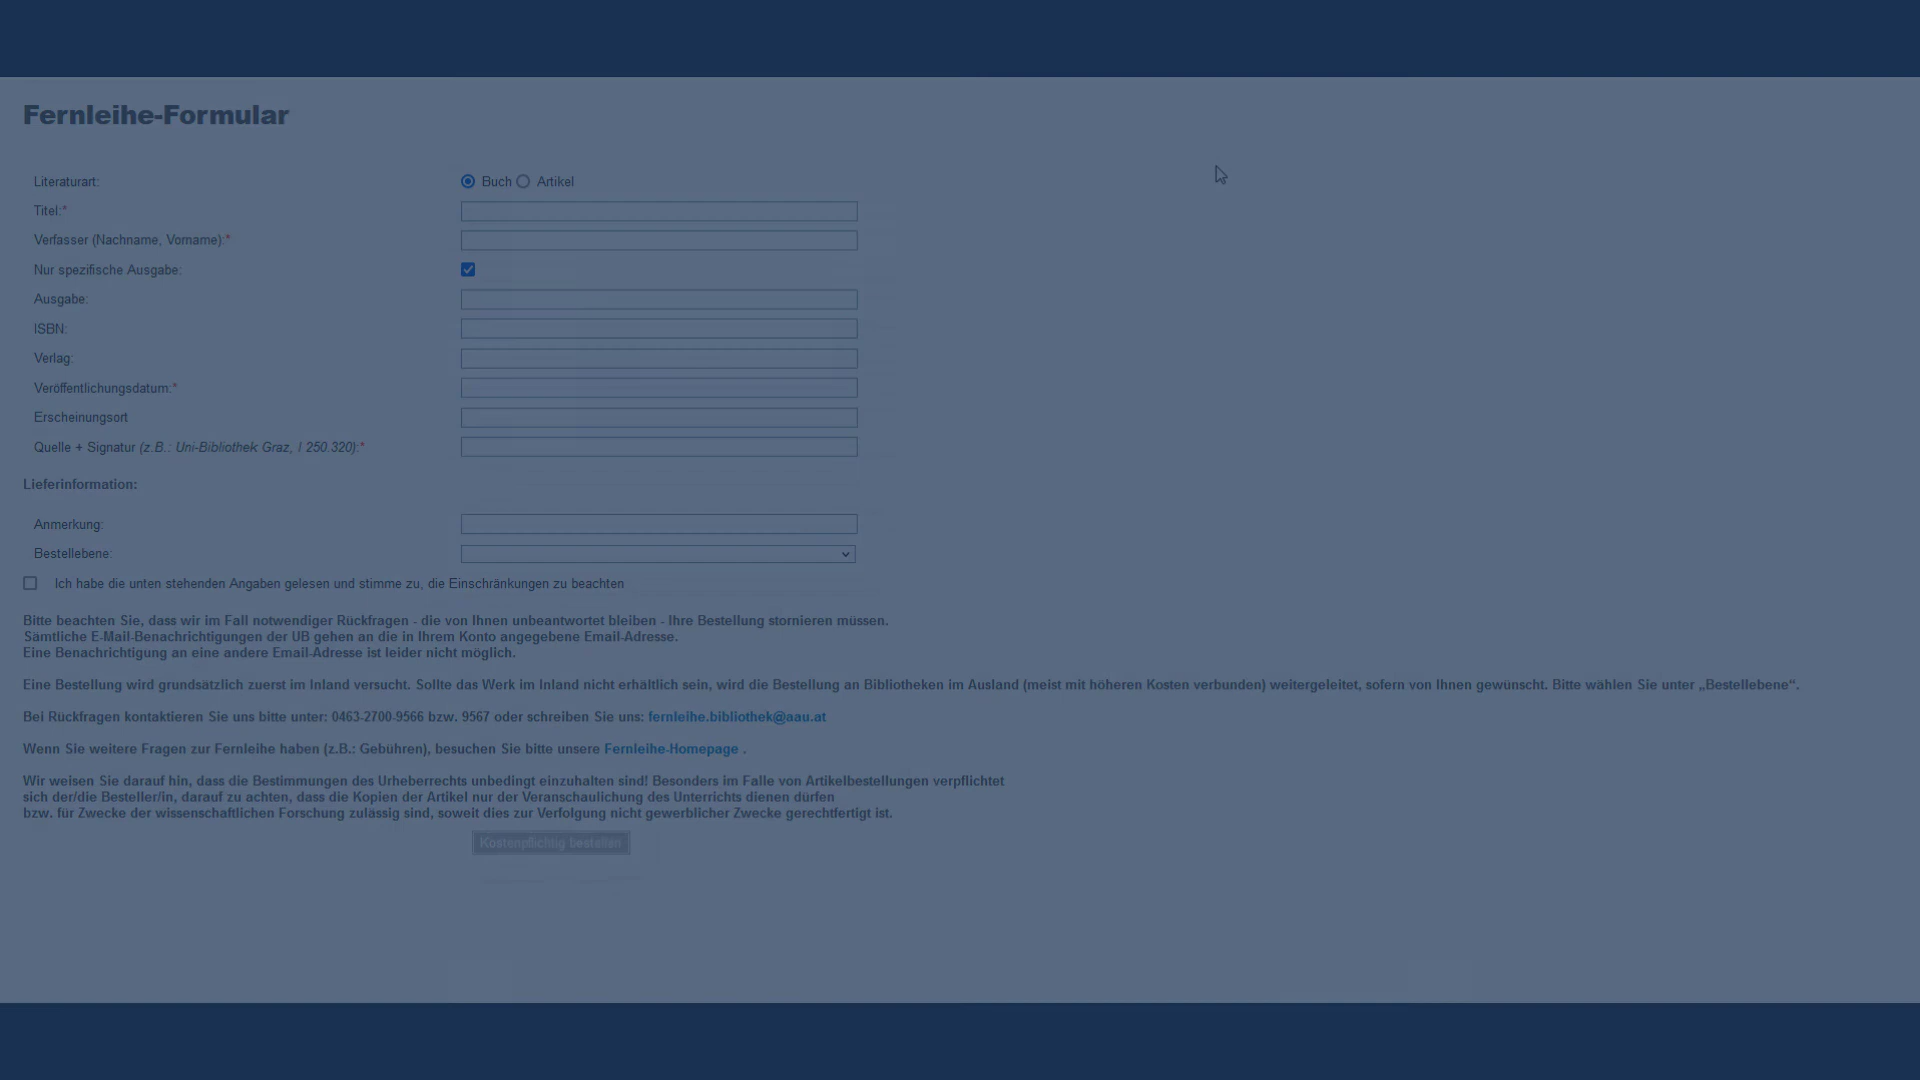 Fernleihe-Formular
Literaturart: Buch Artikel
Titel:*
Verfasser (Nachname, Vorname):*
Nur spezifische Ausgabe:
Ausgabe:
ISBN:
Verlag:
Veröffentlichungsdatum:*
Erscheinungsort
Quelle + Signatur (z.B.: Uni-Bibliothek Graz, I 250.320):*
Lieferinformation:
Anmerkung:
Bestellebene:
Ich habe die unten stehenden Angaben gelesen und stimme zu, die Einschränkungen zu beachten
Bitte beachten Sie, dass wir im Fall notwendiger Rückfragen - die von Ihnen unbeantwortet bleiben - Ihre Bestellung stornieren müssen.
Sämtliche E-Mail-Benachrichtigungen der UB gehen an die in Ihrem Konto angegebene Email-Adresse.
Eine Benachrichtigung an eine andere Email-Adresse ist leider nicht möglich.
Eine Bestellung wird grundsätzlich zuerst im Inland versucht. Sollte das Werk im Inland nicht erhältlich sein, wird die Bestellung an Bibliotheken im Ausland (meist mit höheren Kosten verbunden) weitergeleitet, sofern von Ihnen gewünscht. Bitte wählen Sie unter „Bestellebene“.
Bei Rückfragen kontaktieren Sie uns bitte unter: 0463-2700-9566 bzw. 9567 oder schreiben Sie uns: fernleihe.bibliothek@aau.at
Wenn Sie weitere Fragen zur Fernleihe haben (z.B.: Gebühren), besuchen Sie bitte unsere Fernleihe-Homepage .
Wir weisen Sie darauf hin, dass die Bestimmungen des Urheberrechts unbedingt einzuhalten sind! Besonders im Falle von Artikelbestellungen verpflichtet
sich der/die Besteller/in, darauf zu achten, dass die Kopien der Artikel nur der Veranschaulichung des Unterrichts dienen dürfen
bzw. für Zwecke der wissenschaftlichen Forschung zulässig sind, soweit dies zur Verfolgung nicht gewerblicher Zwecke gerechtfertigt ist.
Kostenpflichtig bestellen